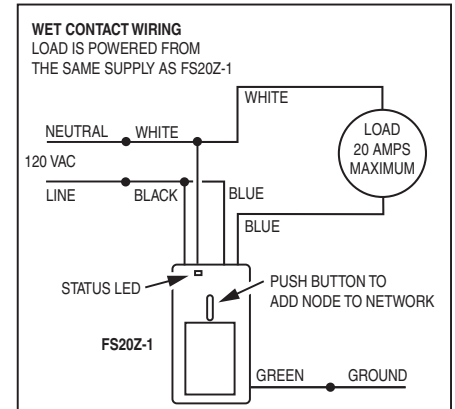 WET CONTACT WIRING
LOAD IS POWERED FROM
THE SAME SUPPLY AS FS20Z-1
WHITE
NEUTRAL
WHITE
LOAD
20 AMPS
MAXIMUM
120 VAC
LINE
BLACK
BLUE
BLUE
STATUS LED
PUSH BUTTON TO
ADD NODE TO NETWORK
FS20Z-1
GREEN
GROUND